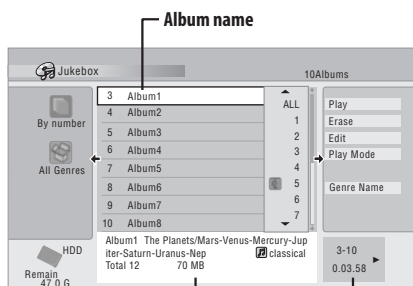 Album name
Jukebox
10Albums
By number
All Genres
3 Album1
4 Album2
5 Album3
6 Album4
7 Album5
8 Album6
9 Album7
10 Album8
ALL
1
2
3
4
5
6
7
Play
Erase
Edit
Play Mode
Genre Name
HDD
Remain
47.0 G
Album1 The Planets/Mars-Venus-Mercury-Jup
iter-Saturn-Uranus-Nep classical
Total 12 70 MB
3-10
0.03.58